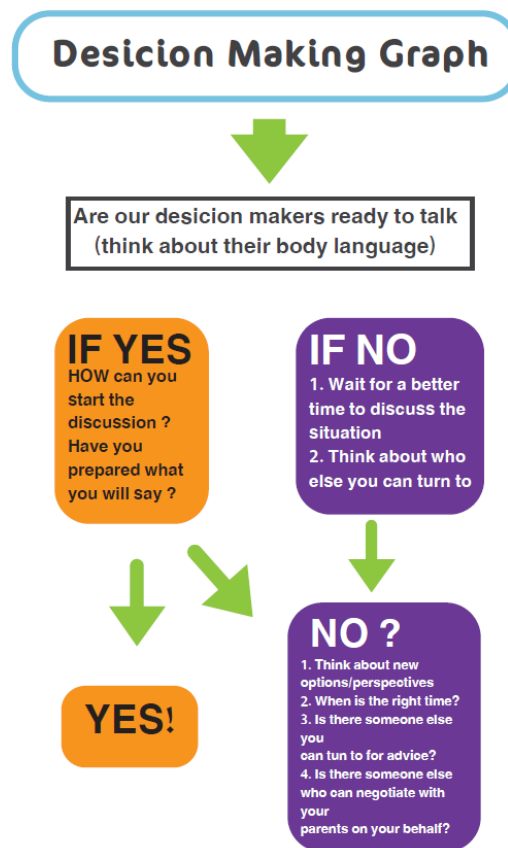 Desicion Making Graph
Are our desicion makers ready to talk
(think about their body language)
IF YES
HOW can you
start the
discussion ?
Have you
prepared what
you will say ?
IF NO
1. Wait for a better
time to discuss the
situation
2. Think about who
else you can turn to
YES!
NO ?
1. Think about new
options/perspectives
2. When is the right time?
3. Is there someone else
you
can tun to for advice?
4. Is there someone else
who can negotiate with
your
parents on your behalf?